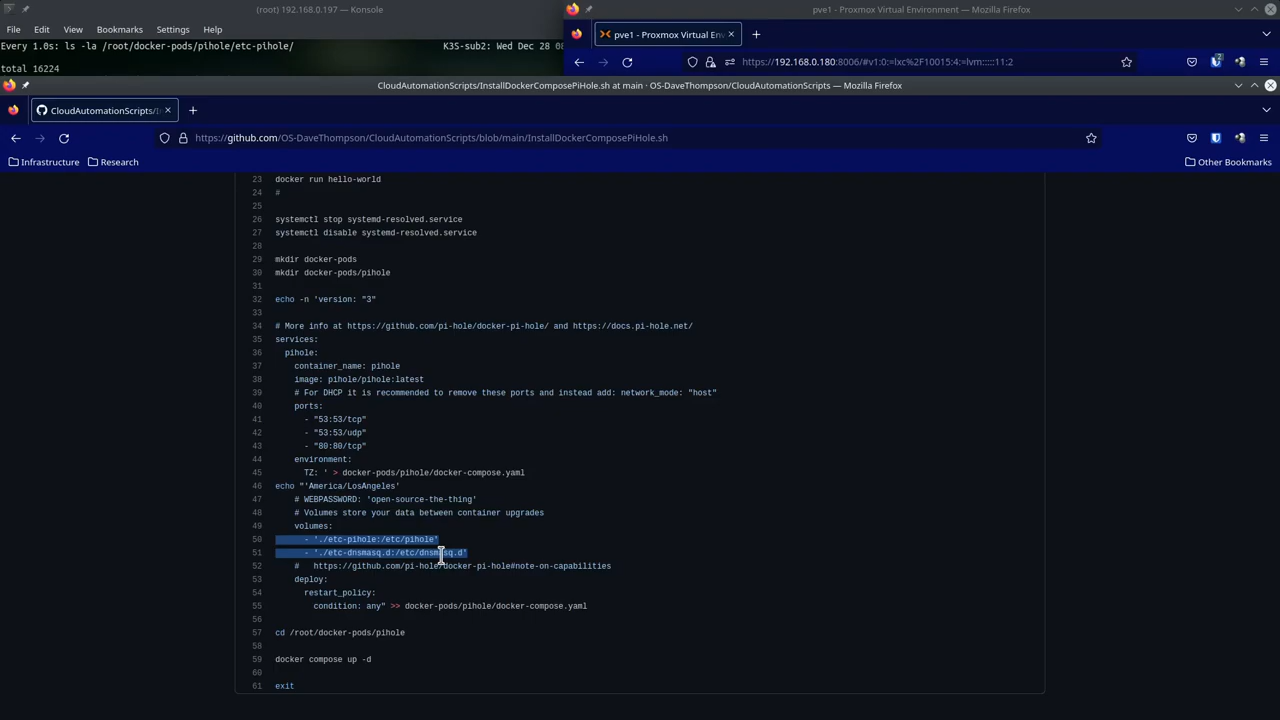 (root) 192.168.0.197 — Konsole
pve1 - Proxmox Virtual Environment — Mozilla Firefox
File Edit View Bookmarks Settings Help
pve1 - Proxmox Virtual Env
Every 1.0s: ls -la /root/docker-pods/pihole/etc-pihole/ K3S-sub2: Wed Dec 28 0
https://192.168.0.180:8006/#v1:0:=lxc%2F10015:4:=lvm:::::11:2
total 16224
CloudAutomationScripts/InstallDockerComposePiHole.sh at main · OS-DaveThompson/CloudAutomationScripts — Mozilla Firefox
CloudAutomationScripts/I
https://github.com/OS-DaveThompson/CloudAutomationScripts/blob/main/InstallDockerComposePiHole.sh
Infrastructure Research Other Bookmarks
23 docker run hello-world
24 #
25
26 systemctl stop systemd-resolved.service
27 systemctl disable systemd-resolved.service
28
29 mkdir docker-pods
30 mkdir docker-pods/pihole
31
32 echo -n 'version: "3"
33
34 # More info at https://github.com/pi-hole/docker-pi-hole/ and https://docs.pi-hole.net/
35 services:
36   pihole:
37     container_name: pihole
38     image: pihole/pihole:latest
39     # For DHCP it is recommended to remove these ports and instead add: network_mode: "host"
40     ports:
41       - "53:53/tcp"
42       - "53:53/udp"
43       - "80:80/tcp"
44     environment:
45       TZ: ' > docker-pods/pihole/docker-compose.yaml
46 echo "'America/LosAngeles'
47     # WEBPASSWORD: 'open-source-the-thing'
48     # Volumes store your data between container upgrades
49     volumes:
50       - './etc-pihole:/etc/pihole'
51       - './etc-dnsmasq.d:/etc/dnsmasq.d'
52     #   https://github.com/pi-hole/docker-pi-hole#note-on-capabilities
53     deploy:
54       restart_policy:
55         condition: any" >> docker-pods/pihole/docker-compose.yaml
56
57 cd /root/docker-pods/pihole
58
59 docker compose up -d
60
61 exit